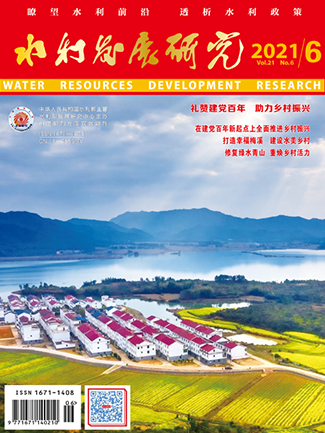 瞭望水利前沿 透析水利政策
水利发展研究
2021/6
Vol.21 No.6
WATER RESOURCES DEVELOPMENT RESEARCH
礼赞建党百年 助力乡村振兴
在建党百年新起点上全面推进乡村振兴
打造幸福梅溪 建设水美乡村
修复绿水青山 重焕乡村活力
ISSN 1671-1408
06
9 771671 140210